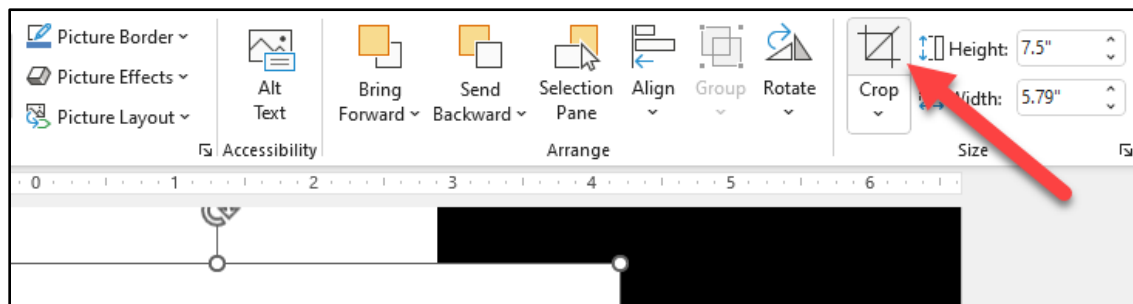 Picture Border
Picture Effects
Picture Layout
Alt
Text
Accessibility
Bring
Forward
Send
Backward
Selection
Pane
Align
Group
Rotate
Arrange
Crop
Height: 7.5"
Width: 5.79"
Size
0 1 2 3 4 5 6